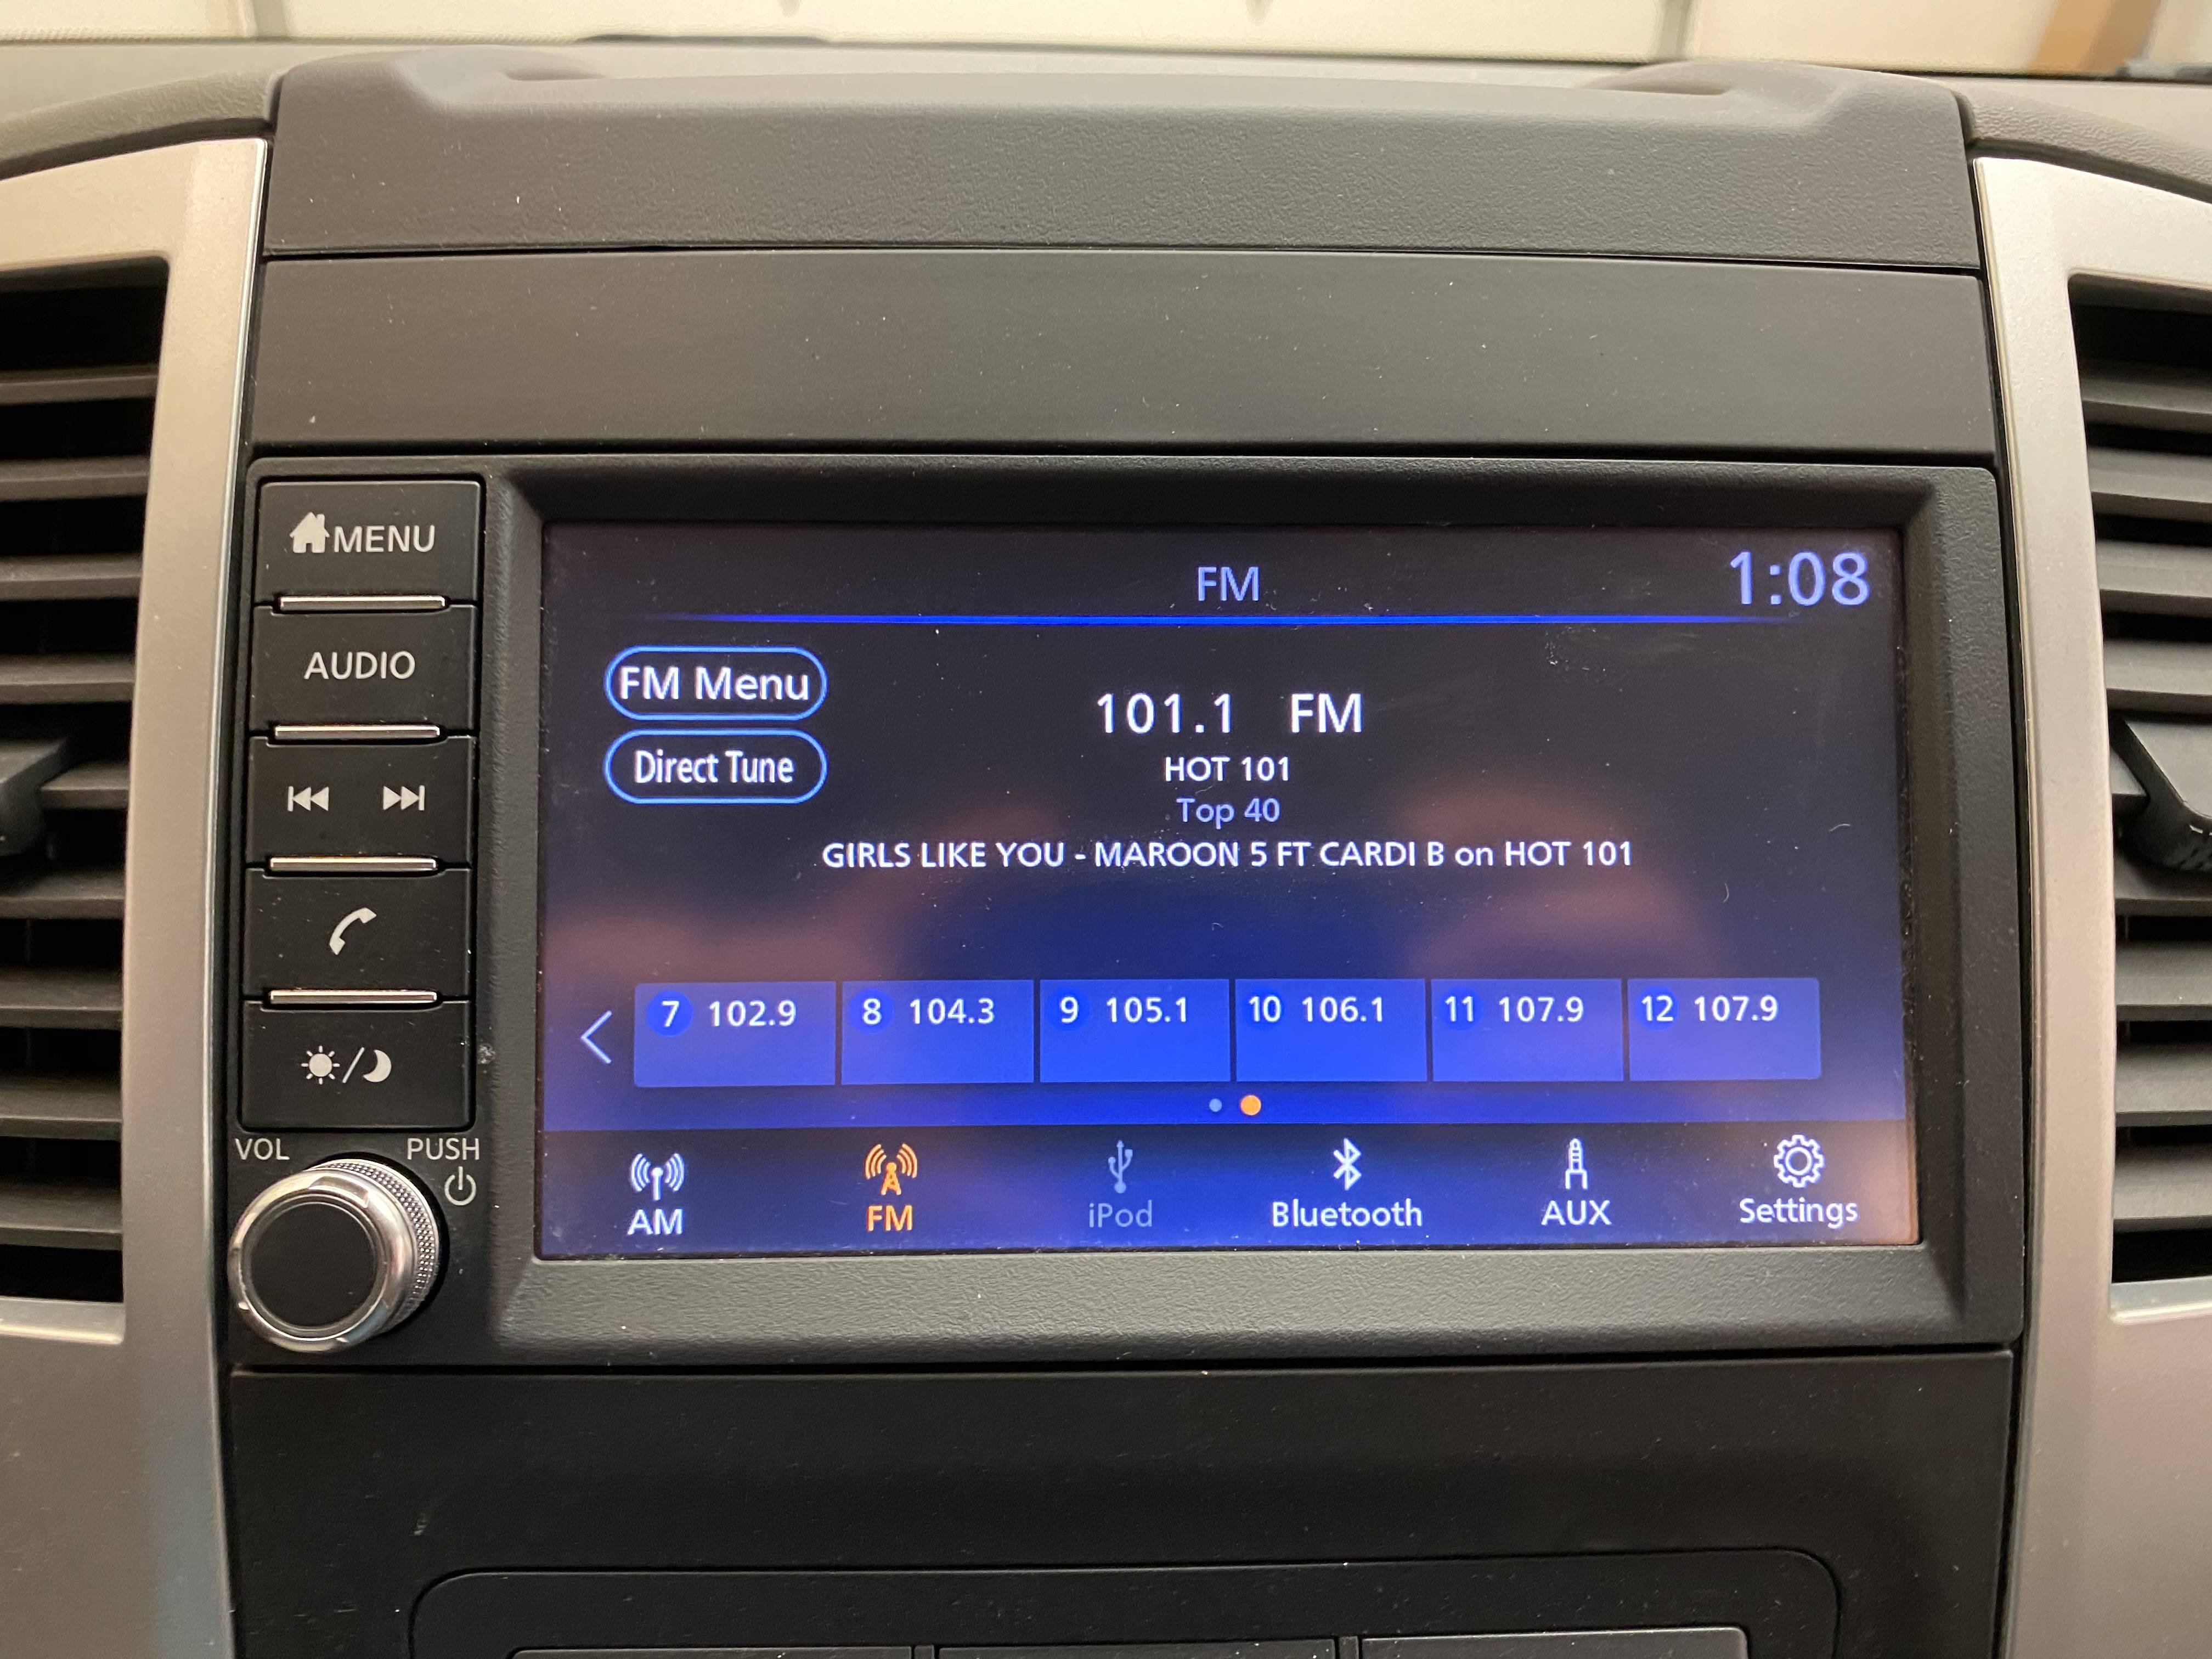 MENU
AUDIO
VOL
PUSH
FM
1:08
FM Menu
Direct Tune
101.1 FM
HOT 101
Top 40
GIRLS LIKE YOU - MAROON 5 FT CARDI B on HOT 101
7 102.9
8 104.3
9 105.1
10 106.1
11 107.9
12 107.9
AM
FM
iPod
Bluetooth
AUX
Settings